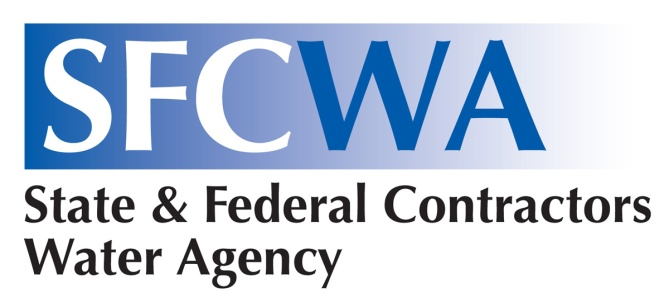 SFCWA
State & Federal Contractors
Water Agency